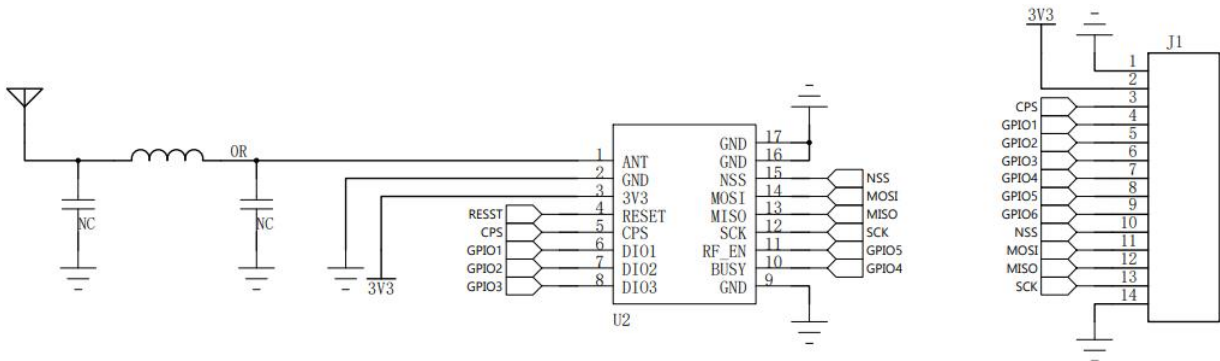 3V3
J1
1
2
CPS 3
GPIO1 4
GPIO2 5
GPIO3 6
GPIO4 7
GPIO5 8
GPIO6 9
NSS 10
MOSI 11
MISO 12
SCK 13
14
OR
NC
NC
1 ANT
2 GND
3 3V3
RESST 4 RESET
CPS 5 CPS
GPIO1 6 DIO1
GPIO2 7 DIO2
GPIO3 8 DIO3
3V3
GND 17
GND 16
NSS 15 NSS
MOSI 14 MOSI
MISO 13 MISO
SCK 12 SCK
RF_EN 11 GPIO5
BUSY 10 GPIO4
GND 9
U2